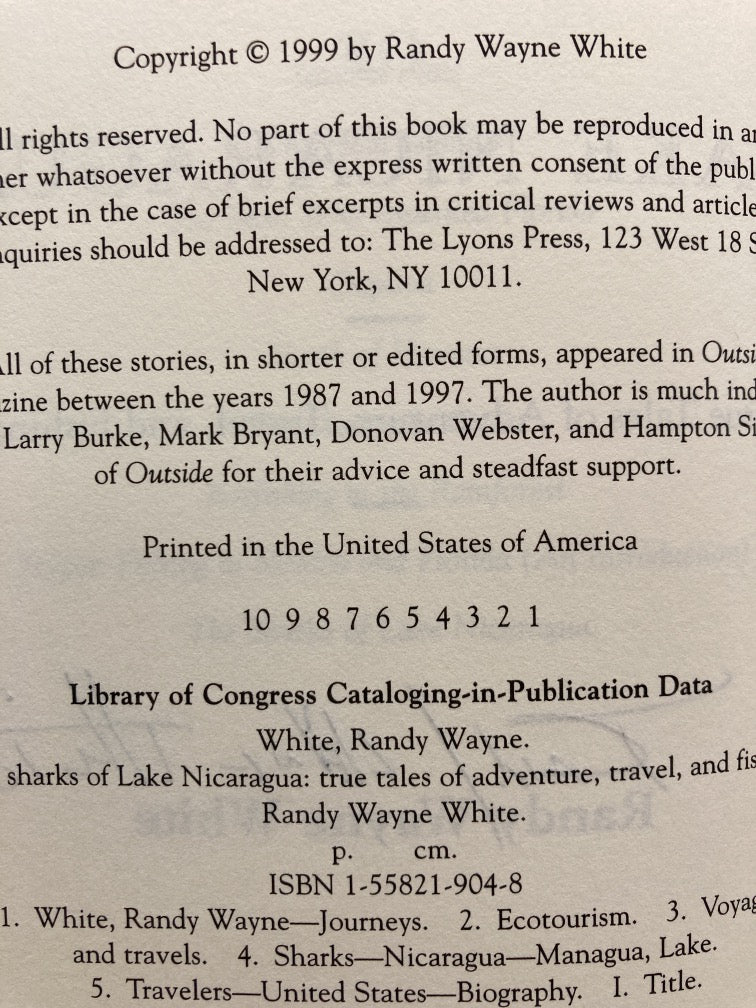 Copyright © 1999 by Randy Wayne White
ll rights reserved. No part of this book may be reproduced in an
ner whatsoever without the express written consent of the publ
xcept in the case of brief excerpts in critical reviews and article
nquiries should be addressed to: The Lyons Press, 123 West 18 S
New York, NY 10011.
All of these stories, in shorter or edited forms, appeared in Outsi
zine between the years 1987 and 1997. The author is much ind
Larry Burke, Mark Bryant, Donovan Webster, and Hampton Si
of Outside for their advice and steadfast support.
Printed in the United States of America
10 9 8 7 6 5 4 3 2 1
Library of Congress Cataloging-in-Publication Data
White, Randy Wayne.
sharks of Lake Nicaragua: true tales of adventure, travel, and fis
Randy Wayne White.
p. cm.
ISBN 1-55821-904-8
1. White, Randy Wayne—Journeys. 2. Ecotourism. 3. Voyag
and travels. 4. Sharks—Nicaragua—Managua, Lake.
5. Travelers—United States—Biography. I. Title.